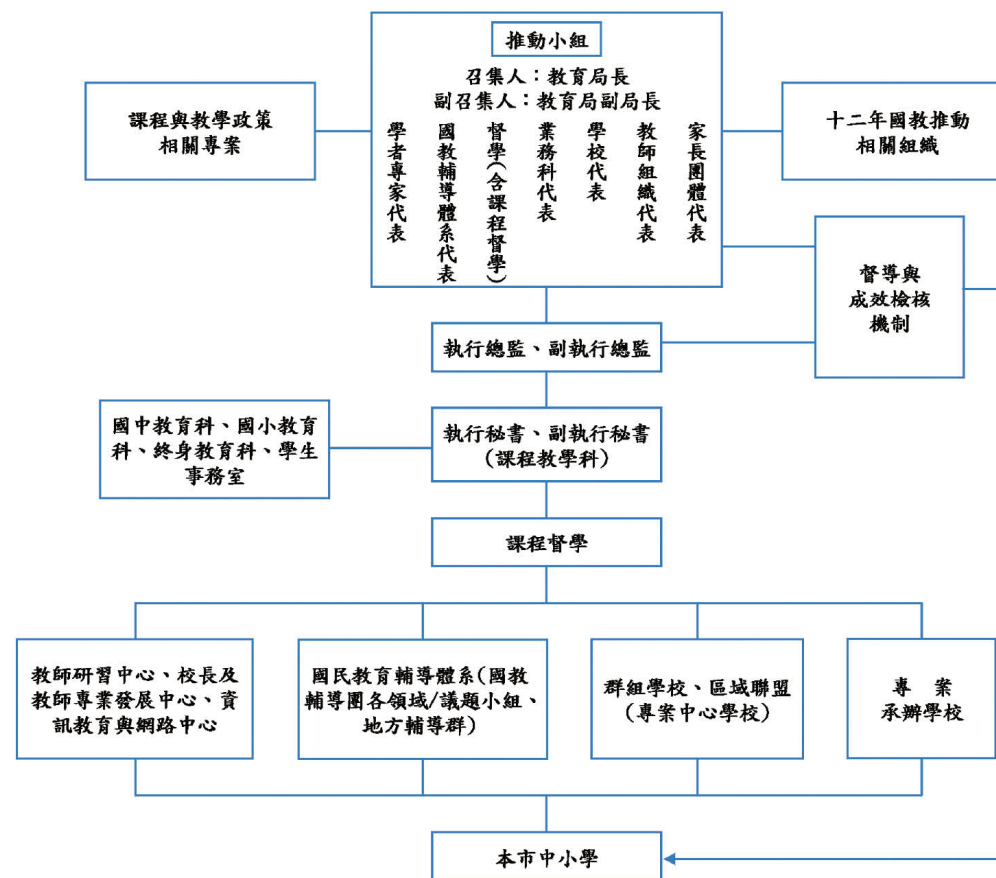 推動小組
召集人：教育局長
副召集人：教育局副局長
學者專家代表
國教輔導體系代表
督學(含課程督學)
業務科代表
學校代表
教師組織代表
家長團體代表
課程與教學政策
相關專案
十二年國教推動
相關組織
督導與
成效檢核
機制
執行總監、副執行總監
國中教育科、國小教育
科、終身教育科、學生
事務室
執行秘書、副執行秘書
(課程教學科)
課程督學
教師研習中心、校長及
教師專業發展中心、資
訊教育與網路中心
國民教育輔導體系(國教
輔導團各領域/議題小組、
地方輔導群)
群組學校、區域聯盟
(專案中心學校)
專　案
承辦學校
本市中小學